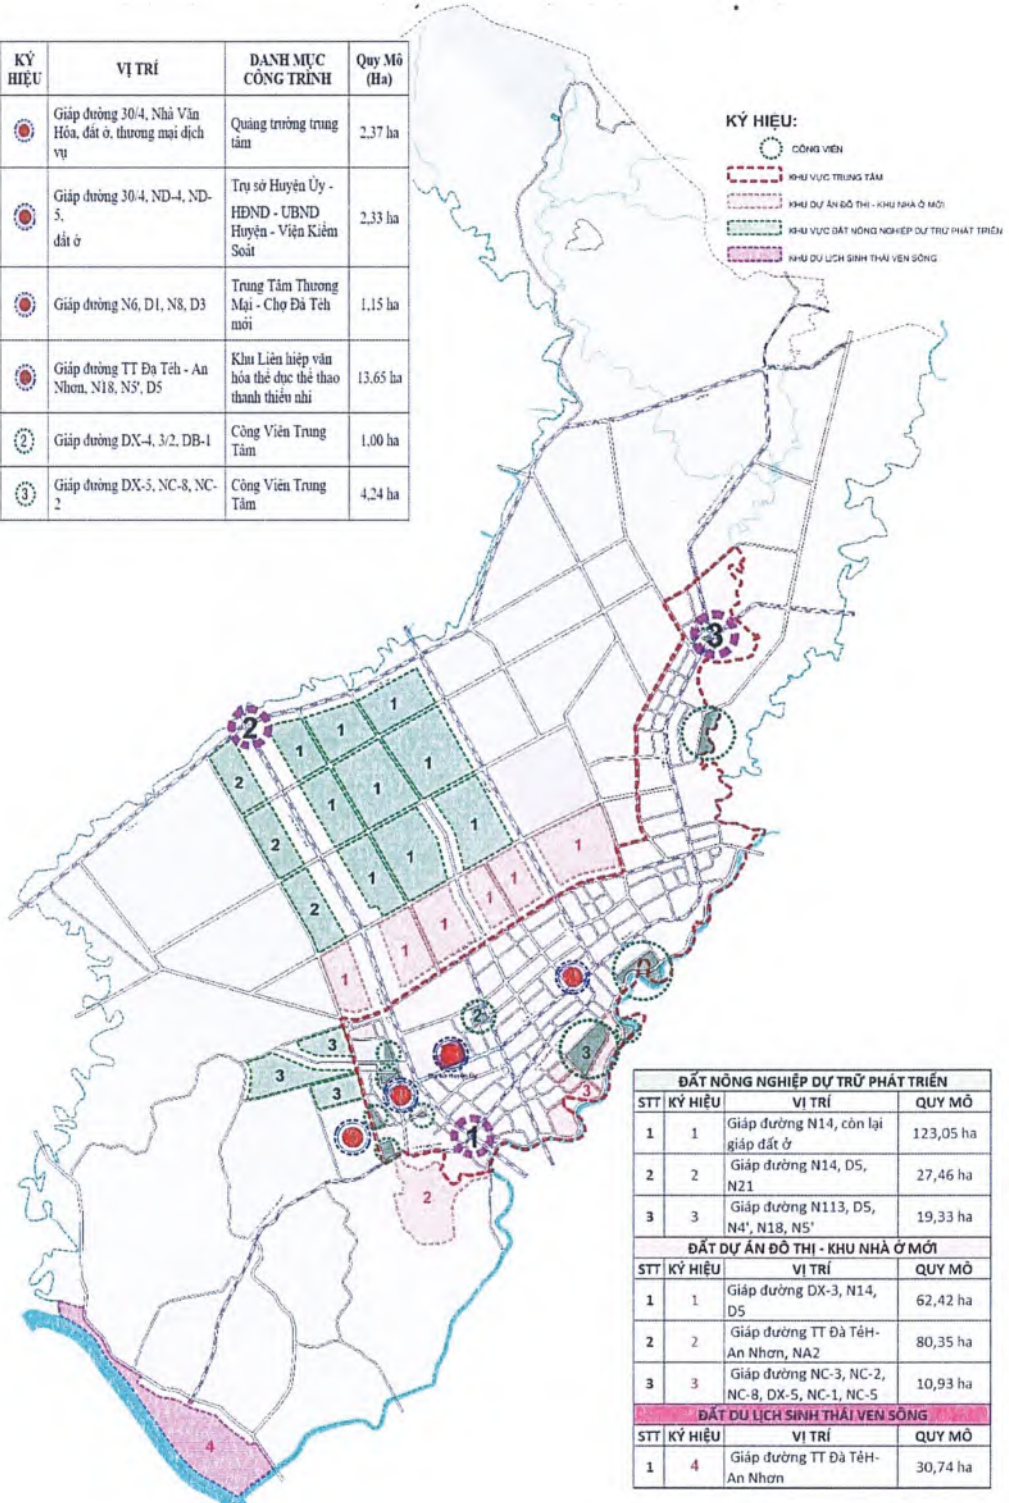 KÝ HIỆU
VỊ TRÍ
DANH MỤC CÔNG TRÌNH
Quy Mô (Ha)
Giáp đường 30/4, Nhà Văn
Hóa, đất ở, thương mại dịch
vụ
Quảng trường trung
tâm
2,37 ha
Giáp đường 30/4, ND-4, ND-
5,
đất ở
Trụ sở Huyện Ủy -
HĐND - UBND
Huyện - Viện Kiểm
Soát
2,33 ha
Giáp đường N6, D1, N8, D3
Trung Tâm Thương
Mại - Chợ Đà Tẻh
mới
1,15 ha
Giáp đường TT Đạ Tẻh - An
Nhơn, N18, N5', D5
Khu Liên hiệp văn
hóa thể dục thể thao
thanh thiếu nhi
13,65 ha
2
Giáp đường DX-4, 3/2, DB-1
Công Viên Trung
Tâm
1,00 ha
3
Giáp đường DX-5, NC-8, NC-
2
Công Viên Trung
Tâm
4,24 ha
KÝ HIỆU:
CÔNG VIÊN
KHU VỰC TRUNG TÂM
KHU DỰ ÁN ĐÔ THỊ - KHU NHÀ Ở MỚI
KHU VỰC ĐẤT NÔNG NGHIỆP DỰ TRỮ PHÁT TRIỂN
KHU DU LỊCH SINH THÁI VEN SÔNG
3
2
1
1
1
1
1
1
1
1
1
2
2
2
1
1
1
1
1
1
2
3
3
3
3
3
1
2
4
ĐẤT NÔNG NGHIỆP DỰ TRỮ PHÁT TRIỂN
STT KÝ HIỆU VỊ TRÍ QUY MÔ
1 1 Giáp đường N14, còn lại
giáp đất ở
123,05 ha
2 2 Giáp đường N14, D5,
N21
27,46 ha
3 3 Giáp đường N113, D5,
N4', N18, N5'
19,33 ha
ĐẤT DỰ ÁN ĐÔ THỊ - KHU NHÀ Ở MỚI
STT KÝ HIỆU VỊ TRÍ QUY MÔ
1 1 Giáp đường DX-3, N14,
D5
62,42 ha
2 2 Giáp đường TT Đà TẻH-
An Nhơn, NA2
80,35 ha
3 3 Giáp đường NC-3, NC-2,
NC-8, DX-5, NC-1, NC-5
10,93 ha
ĐẤT DU LỊCH SINH THÁI VEN SÔNG
STT KÝ HIỆU VỊ TRÍ QUY MÔ
1 4 Giáp đường TT Đà TẻH-
An Nhơn
30,74 ha